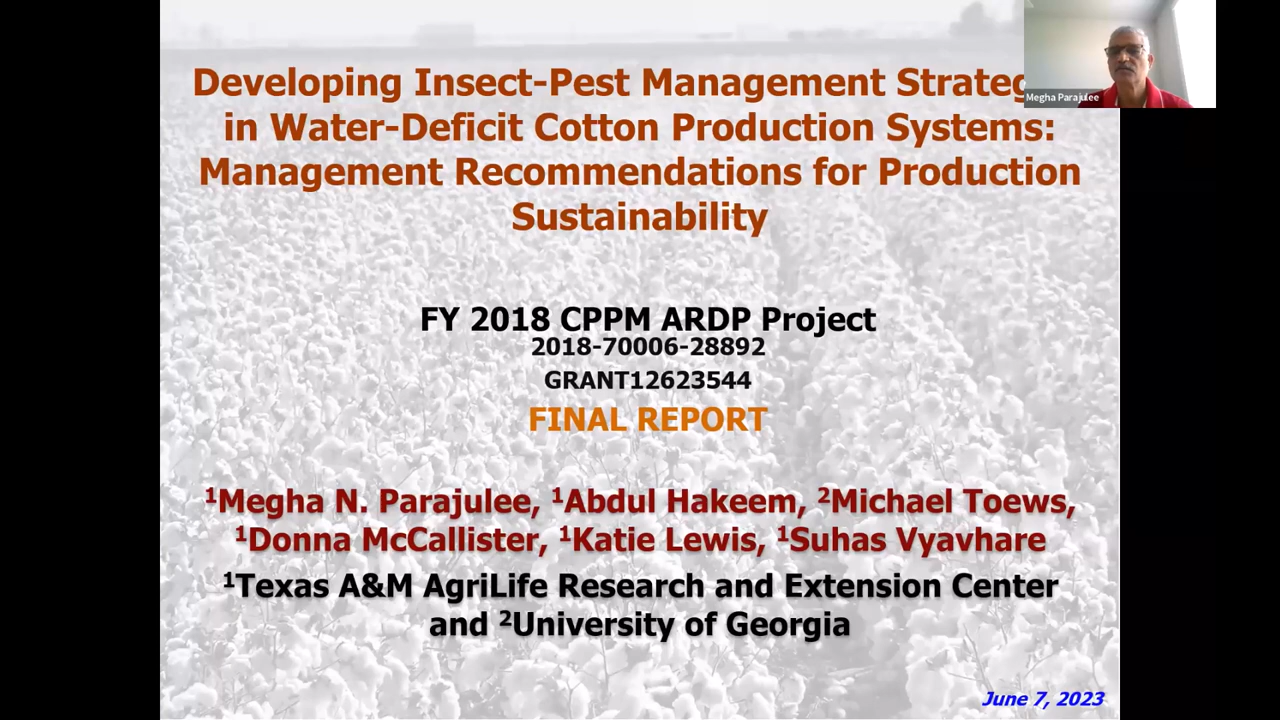 Developing Insect-Pest Management Strateg
in Water-Deficit Cotton Production Systems:
Management Recommendations for Production
Sustainability
Megha Parajulee
FY 2018 CPPM ARDP Project
2018-70006-28892
GRANT12623544
FINAL REPORT
¹Megha N. Parajulee, ¹Abdul Hakeem, ²Michael Toews,
¹Donna McCallister, ¹Katie Lewis, ¹Suhas Vyavhare
¹Texas A&M AgriLife Research and Extension Center
and ²University of Georgia
June 7, 2023